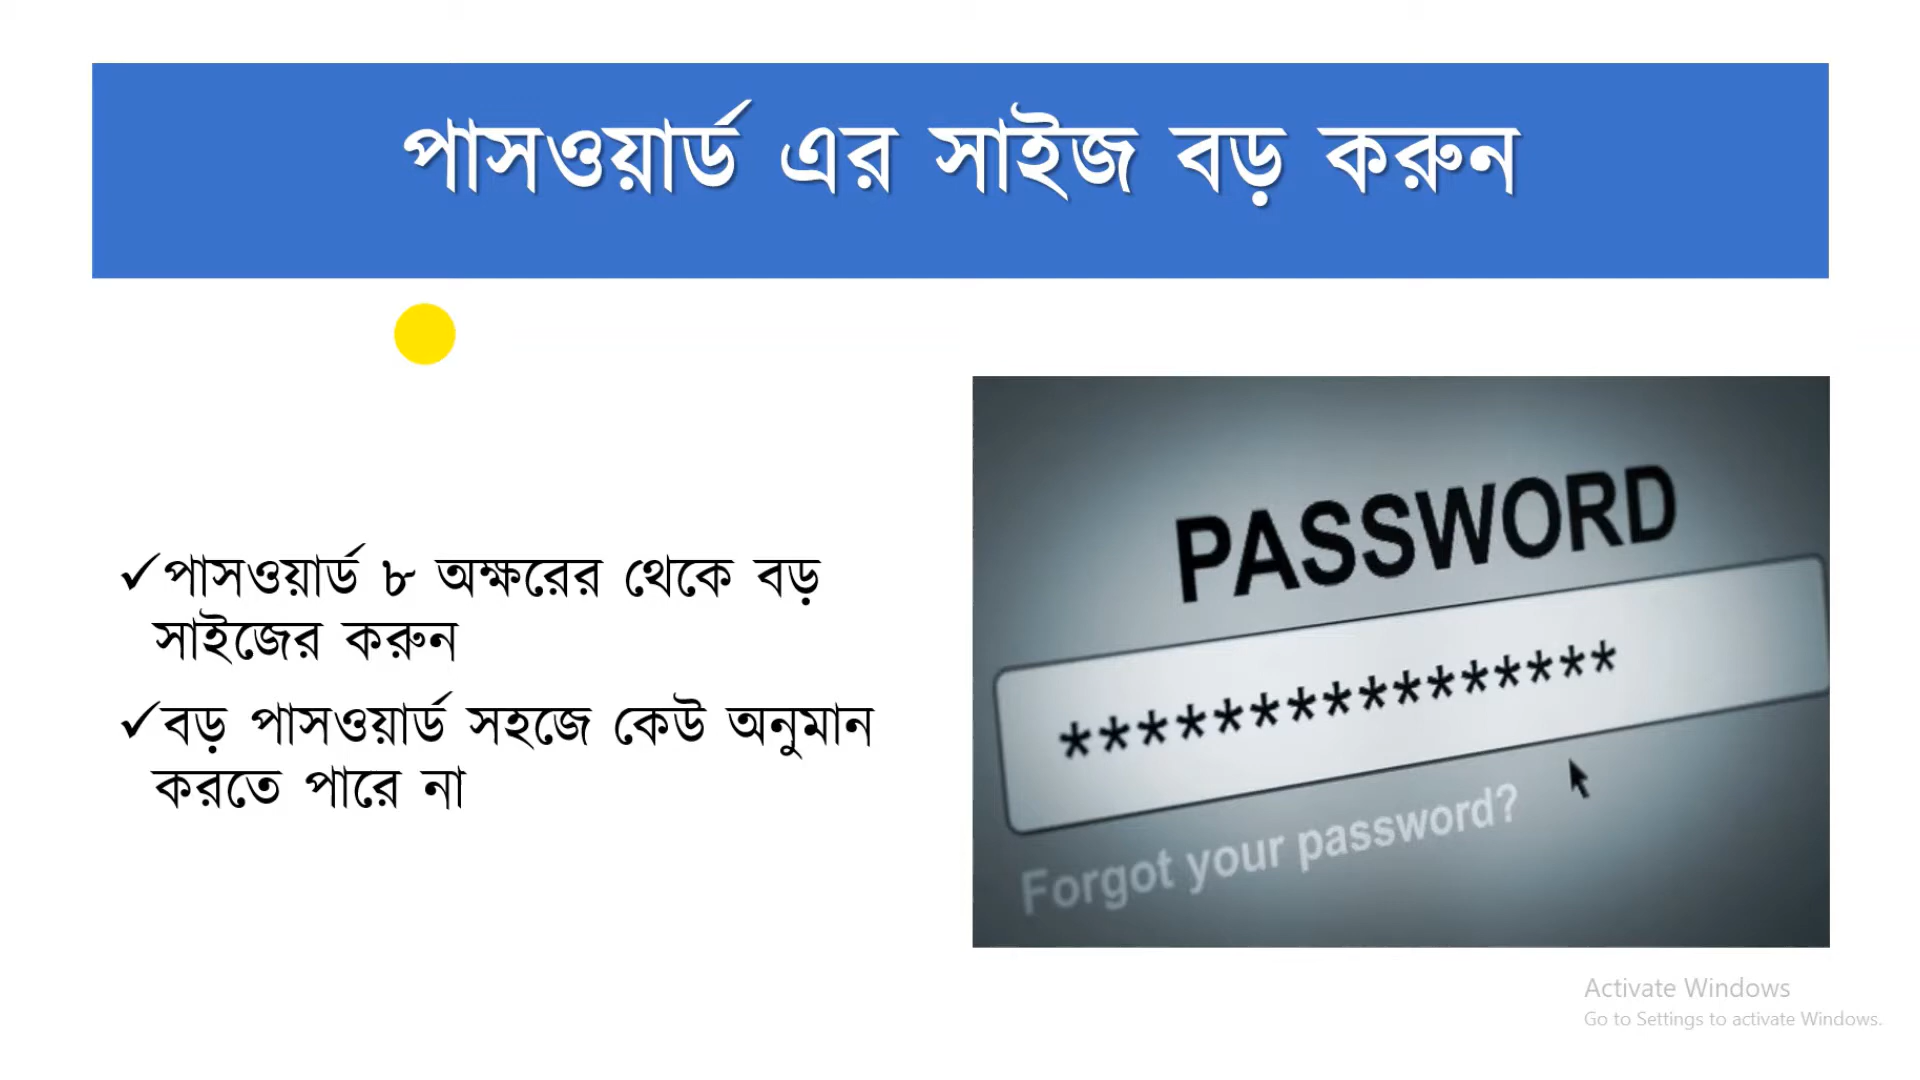 পাসওয়ার্ড এর সাইজ বড় করুন
✓পাসওয়ার্ড ৮ অক্ষরের থেকে বড়
সাইজের করুন
✓বড় পাসওয়ার্ড সহজে কেউ অনুমান
করতে পারে না
PASSWORD
****************
Forgot your password?
Activate Windows
Go to Settings to activate Windows.